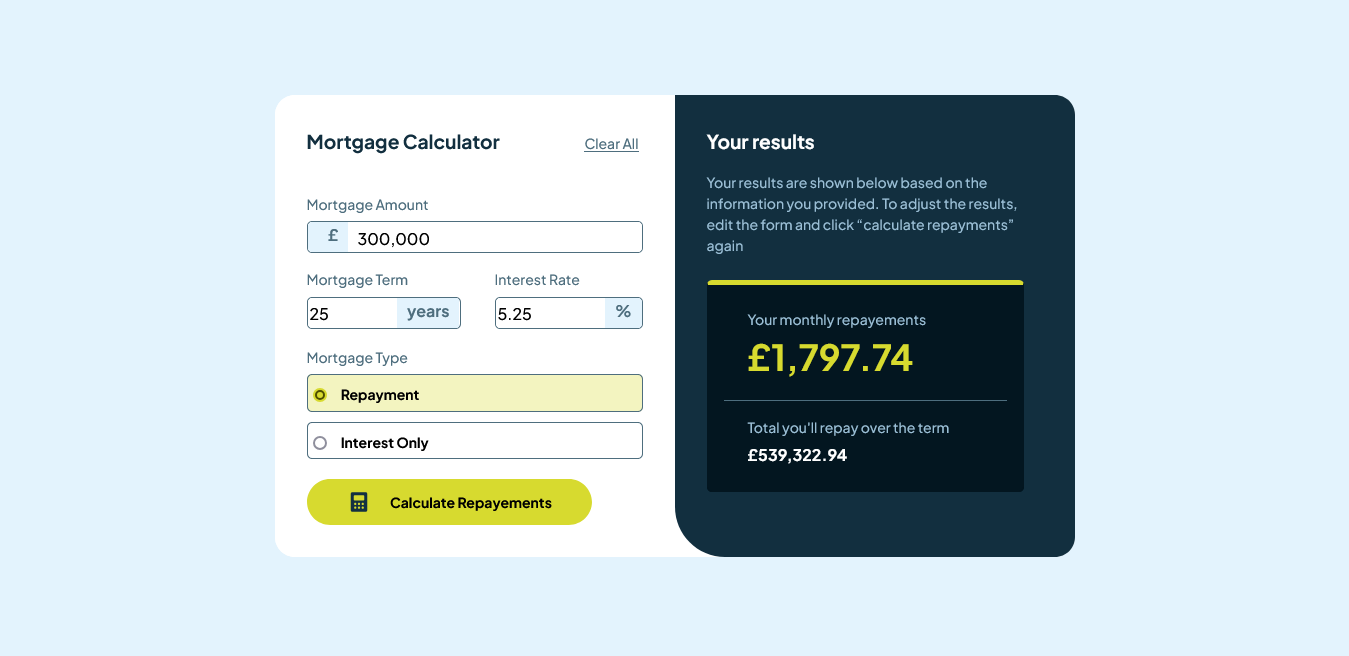 Mortgage Calculator
Clear All
Mortgage Amount
£ 300,000
Mortgage Term
25 years
Interest Rate
5.25 %
Mortgage Type
Repayment
Interest Only
Calculate Repayements
Your results
Your results are shown below based on the
information you provided. To adjust the results,
edit the form and click “calculate repayments”
again
Your monthly repayements
£1,797.74
Total you'll repay over the term
£539,322.94